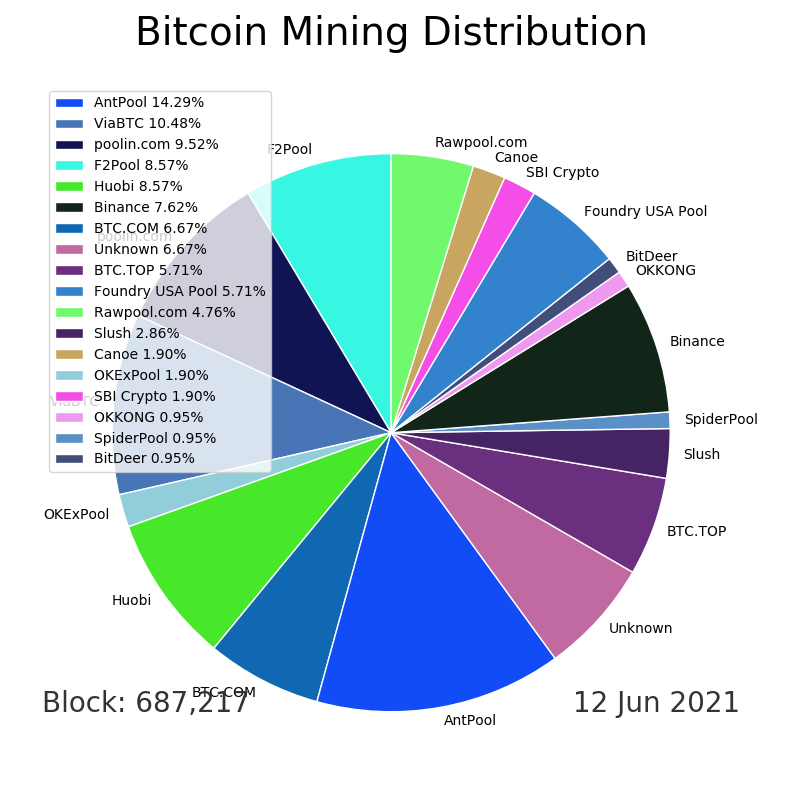 Bitcoin Mining Distribution
AntPool 14.29%
ViaBTC 10.48%
poolin.com 9.52%
F2Pool 8.57%
Huobi 8.57%
Binance 7.62%
BTC.COM 6.67%
Unknown 6.67%
BTC.TOP 5.71%
Foundry USA Pool 5.71%
Rawpool.com 4.76%
Slush 2.86%
Canoe 1.90%
OKExPool 1.90%
SBI Crypto 1.90%
OKKONG 0.95%
SpiderPool 0.95%
BitDeer 0.95%
F2Pool
Rawpool.com
Canoe
SBI Crypto
Foundry USA Pool
poolin.com
BitDeer
OKKONG
Binance
ViaBTC
SpiderPool
Slush
OKExPool
BTC.TOP
Huobi
Unknown
BTC.COM
AntPool
Block: 687,217
12 Jun 2021